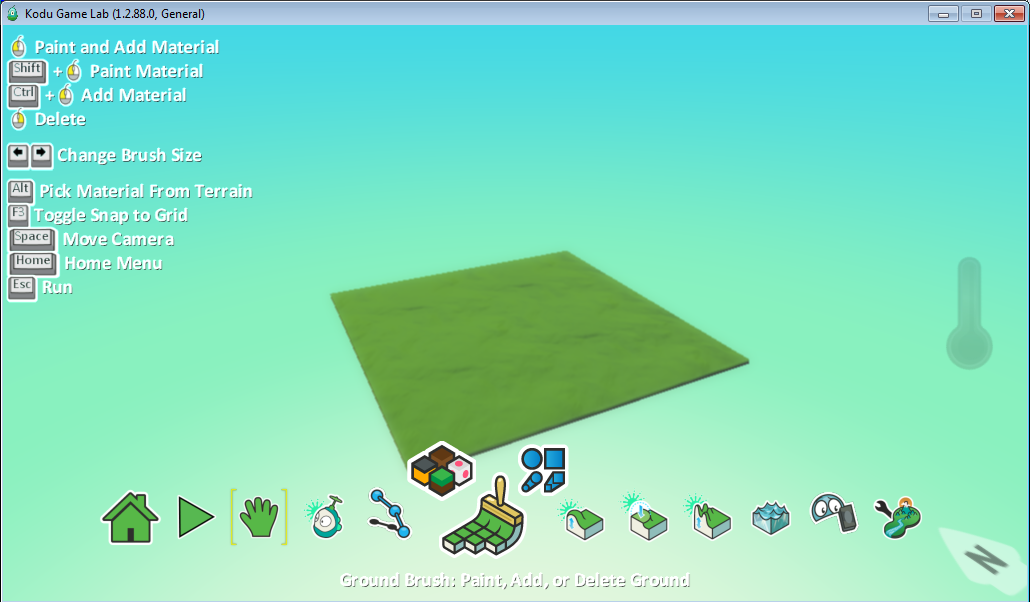 Kodu Game Lab (1.2.88.0, General)
Paint and Add Material
Shift + Paint Material
Ctrl + Add Material
Delete
Change Brush Size
Alt Pick Material From Terrain
F3 Toggle Snap to Grid
Space Move Camera
Home Home Menu
Esc Run
Ground Brush: Paint, Add, or Delete Ground
N